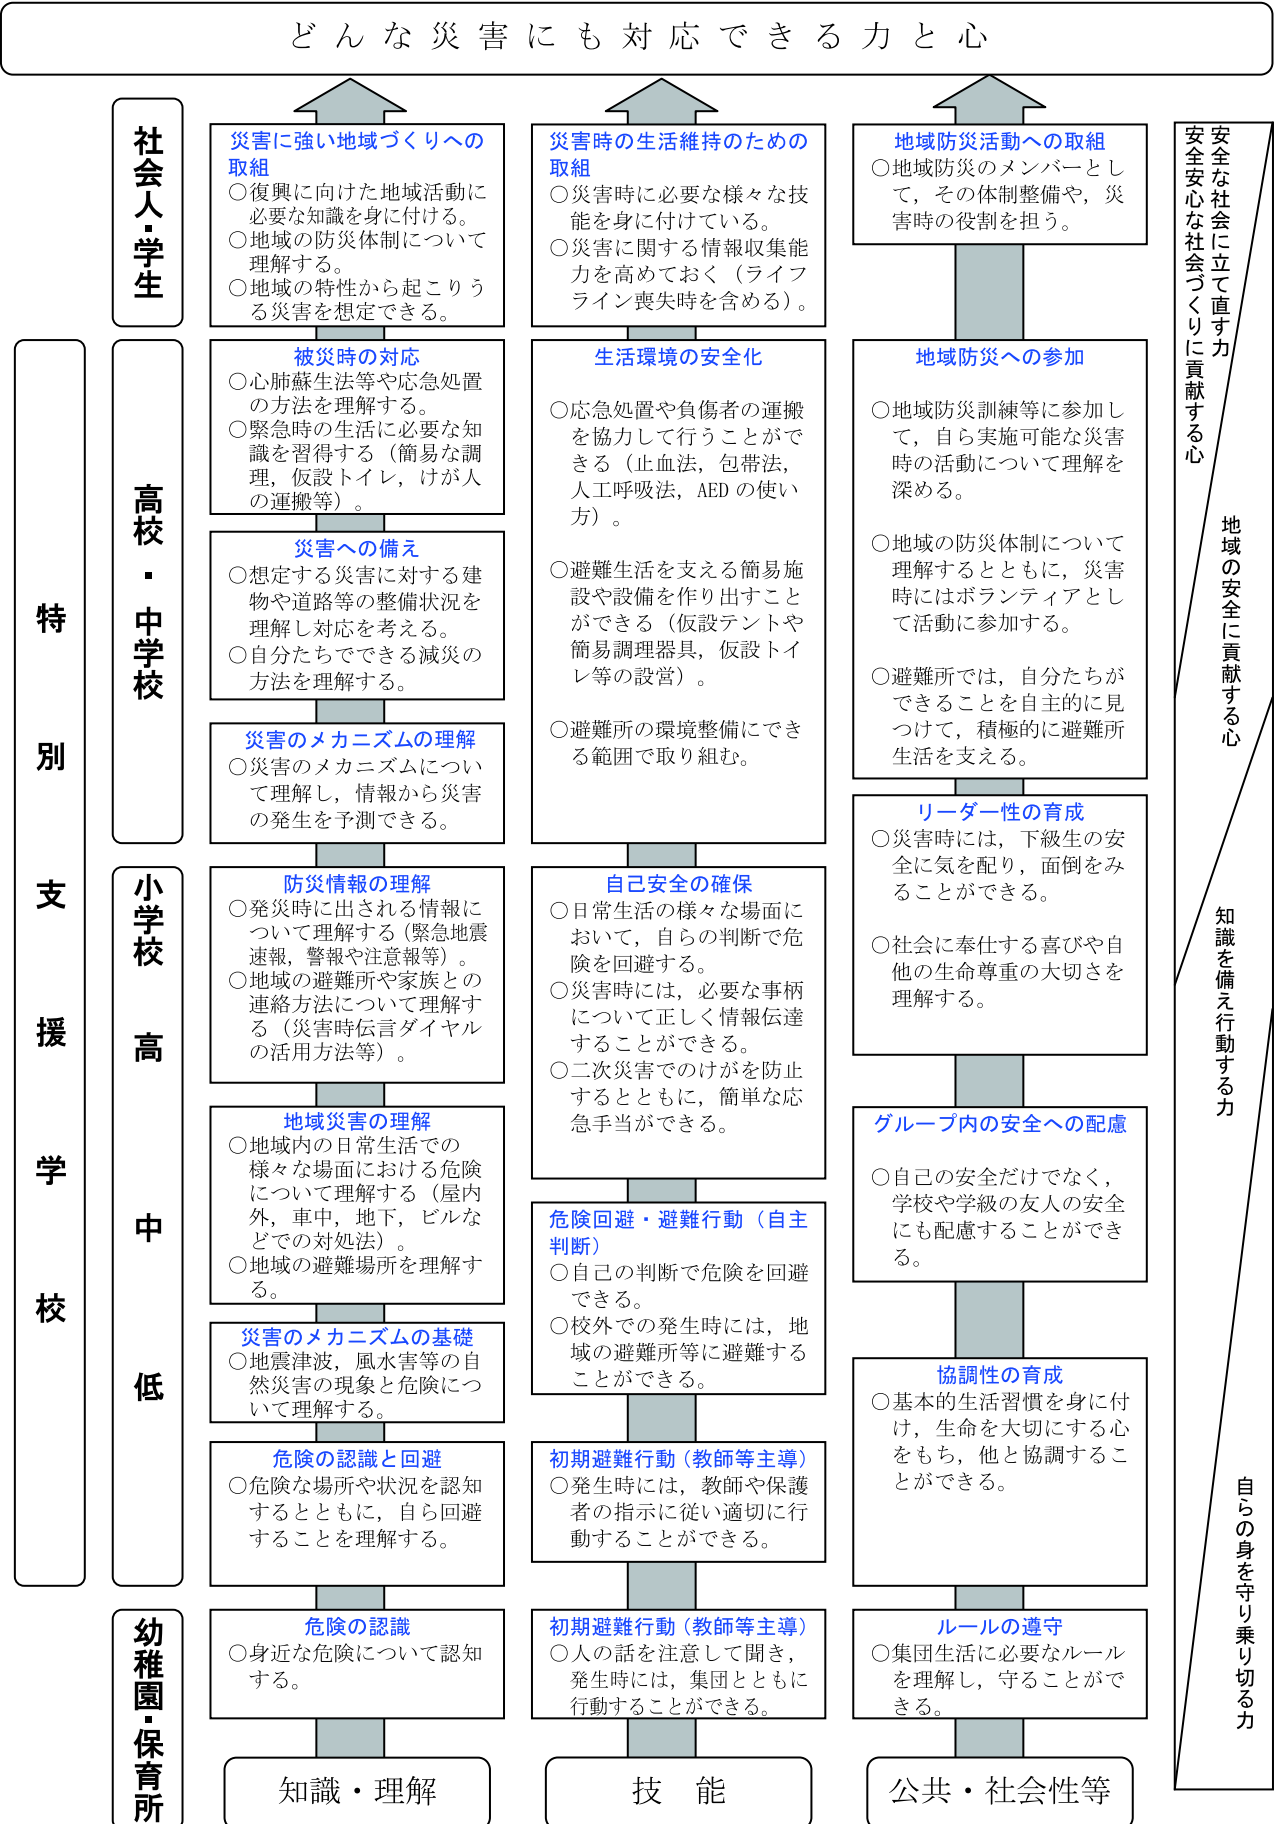 どんな災害にも対応できる力と心
社会人・学生
災害に強い地域づくりへの
取組
○復興に向けた地域活動に
必要な知識を身に付ける。
○地域の防災体制について
理解する。
○地域の特性から起こりう
る災害を想定できる。
災害時の生活維持のための
取組
○災害時に必要な様々な技
能を身に付けている。
○災害に関する情報収集能
力を高めておく（ライフ
ライン喪失時を含める）。
地域防災活動への取組
○地域防災のメンバーとし
て，その体制整備や，災
害時の役割を担う。
特別支援学校
高校・中学校
被災時の対応
○心肺蘇生法等や応急処置
の方法を理解する。
○緊急時の生活に必要な知
識を習得する（簡易な調
理，仮設トイレ，けが人
の運搬等）。
災害への備え
○想定する災害に対する建
物や道路等の整備状況を
理解し対応を考える。
○自分たちでできる減災の
方法を理解する。
災害のメカニズムの理解
○災害のメカニズムについ
て理解し，情報から災害
の発生を予測できる。
生活環境の安全化
○応急処置や負傷者の運搬
を協力して行うことがで
きる（止血法，包帯法，
人工呼吸法，AED の使い
方）。
○避難生活を支える簡易施
設や設備を作り出すこと
ができる（仮設テントや
簡易調理器具，仮設トイ
レ等の設営）。
○避難所の環境整備にでき
る範囲で取り組む。
地域防災への参加
○地域防災訓練等に参加し
て，自ら実施可能な災害
時の活動について理解を
深める。
○地域の防災体制について
理解するとともに，災害
時にはボランティアとし
て活動に参加する。
○避難所では，自分たちが
できることを自主的に見
つけて，積極的に避難所
生活を支える。
リーダー性の育成
○災害時には，下級生の安
全に気を配り，面倒をみ
ることができる。
○社会に奉仕する喜びや自
他の生命尊重の大切さを
理解する。
小学校
高
中
低
防災情報の理解
○発災時に出される情報に
ついて理解する（緊急地震
速報，警報や注意報等）。
○地域の避難所や家族との
連絡方法について理解す
る（災害時伝言ダイヤル
の活用方法等）。
地域災害の理解
○地域内の日常生活での
様々な場面における危険
について理解する（屋内
外，車中，地下，ビルな
どでの対処法）。
○地域の避難場所を理解す
る。
災害のメカニズムの基礎
○地震津波，風水害等の自
然災害の現象と危険につ
いて理解する。
危険の認識と回避
○危険な場所や状況を認知
するとともに，自ら回避
することを理解する。
自己安全の確保
○日常生活の様々な場面に
おいて，自らの判断で危
険を回避する。
○災害時には，必要な事柄
について正しく情報伝達
することができる。
○二次災害でのけがを防止
するとともに，簡単な応
急手当ができる。
危険回避・避難行動（自主
判断）
○自己の判断で危険を回避
できる。
○校外での発生時には，地
域の避難所等に避難する
ことができる。
初期避難行動（教師等主導）
○発生時には，教師や保護
者の指示に従い適切に行
動することができる。
グループ内の安全への配慮
○自己の安全だけでなく，
学校や学級の友人の安全
にも配慮することができ
る。
協調性の育成
○基本的生活習慣を身に付
け，生命を大切にする心
をもち，他と協調するこ
とができる。
幼稚園・保育所
危険の認識
○身近な危険について認知
する。
初期避難行動（教師等主導）
○人の話を注意して聞き，
発生時には，集団とともに
行動することができる。
ルールの遵守
○集団生活に必要なルール
を理解し，守ることがで
きる。
知識・理解
技　能
公共・社会性等
安全な社会に立て直す力
安全安心な社会づくりに貢献する心
地域の安全に貢献する心
知識を備え行動する力
自らの身を守り乗り切る力